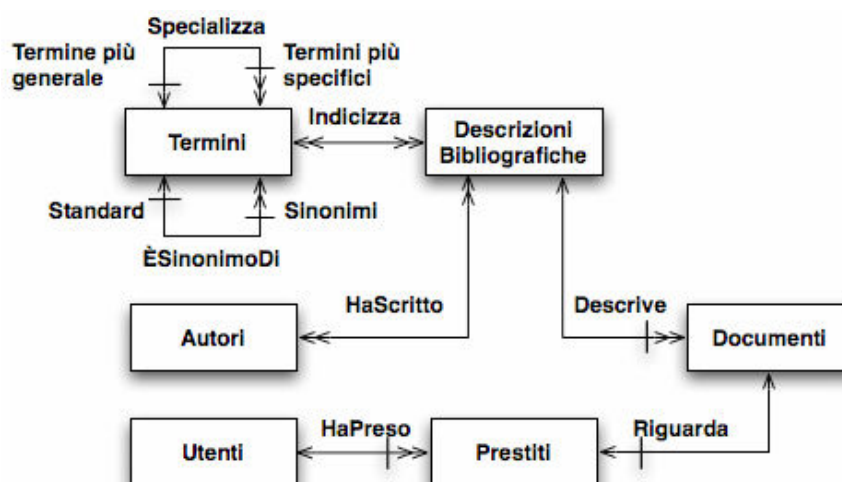 Specializza
Termine più
generale
Termini più
specifici
Termini
Indicizza
Descrizioni
Bibliografiche
Standard
Sinonimi
ÈSinonimoDi
HaScritto
Descrive
Autori
Documenti
HaPreso
Riguarda
Utenti
Prestiti